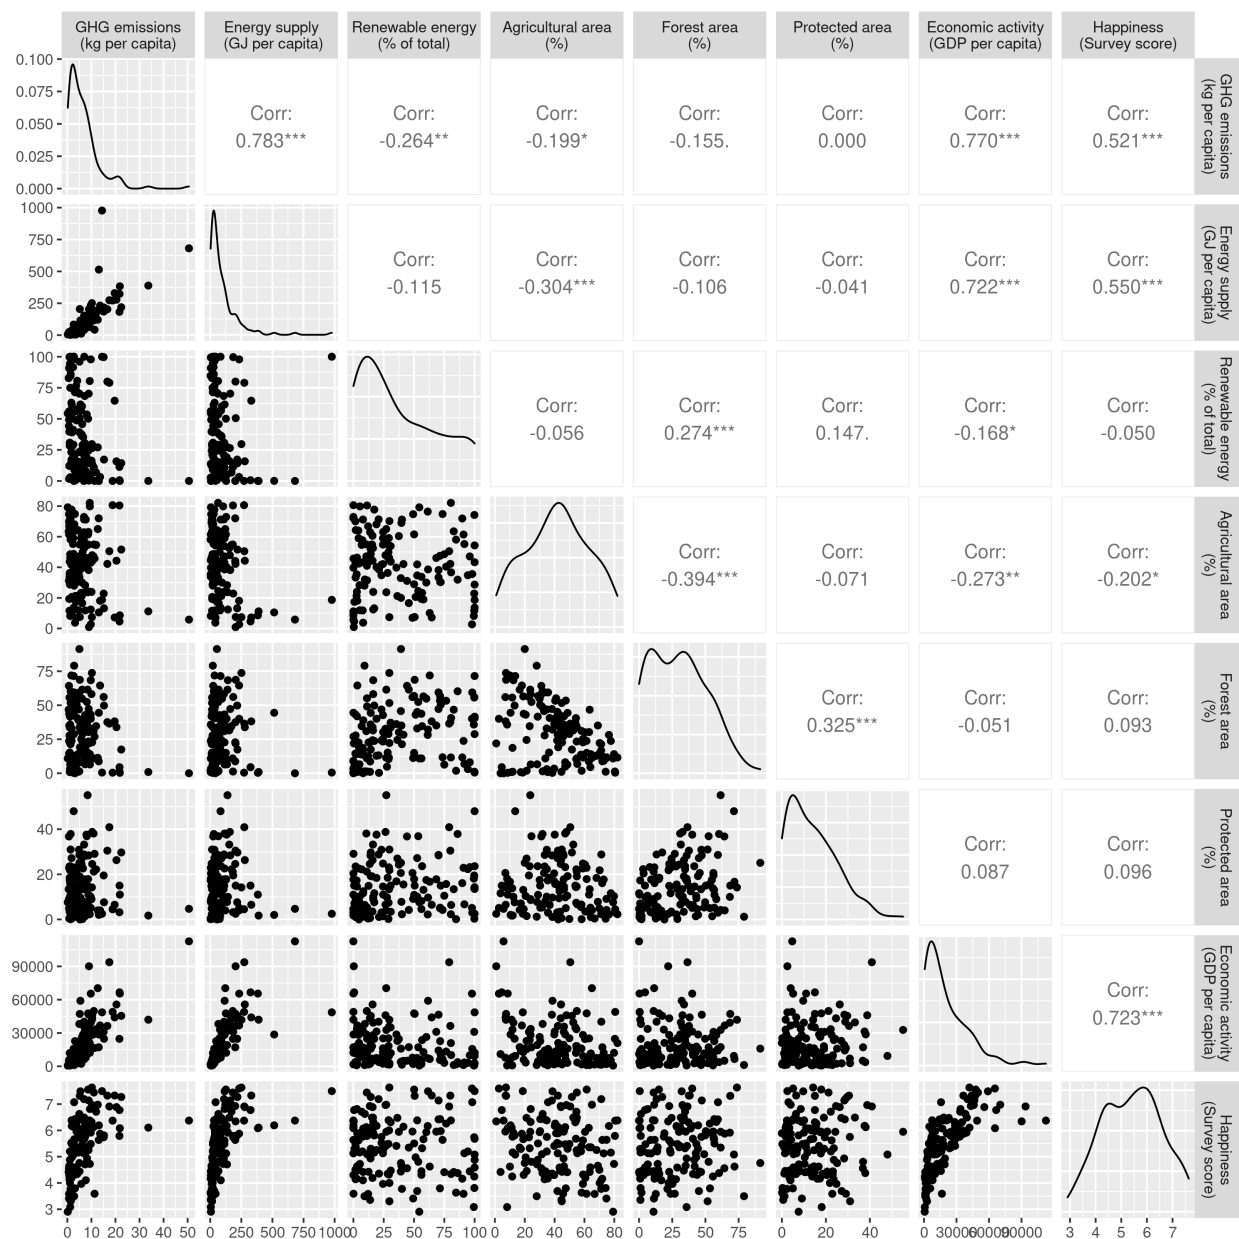 GHG emissions
(kg per capita)
Energy supply
(GJ per capita)
Renewable energy
(% of total)
Agricultural area
(%)
Forest area
(%)
Protected area
(%)
Economic activity
(GDP per capita)
Happiness
(Survey score)
0.100
0.075
0.050
0.025
0.000
Corr:
0.783***
Corr:
-0.264**
Corr:
-0.199*
Corr:
-0.155.
Corr:
0.000
Corr:
0.770***
Corr:
0.521***
GHG emissions
(kg per capita)
1000
750
500
250
0
Corr:
-0.115
Corr:
-0.304***
Corr:
-0.106
Corr:
-0.041
Corr:
0.722***
Corr:
0.550***
Energy supply
(GJ per capita)
100
75
50
25
0
Corr:
-0.056
Corr:
0.274***
Corr:
0.147.
Corr:
-0.168*
Corr:
-0.050
Renewable energy
(% of total)
80
60
40
20
0
Corr:
-0.394***
Corr:
-0.071
Corr:
-0.273**
Corr:
-0.202*
Agricultural area
(%)
75
50
25
0
Corr:
0.325***
Corr:
-0.051
Corr:
0.093
Forest area
(%)
40
20
0
Corr:
0.087
Corr:
0.096
Protected area
(%)
90000
60000
30000
0
Corr:
0.723***
Economic activity
(GDP per capita)
7
6
5
4
3
Happiness
(Survey score)
0 10 20 30 40 50
0 250 500 750 1000
0 25 50 75 100
0 20 40 60 80
0 25 50 75
0 20 40
0 30000 60000 90000
3 4 5 6 7